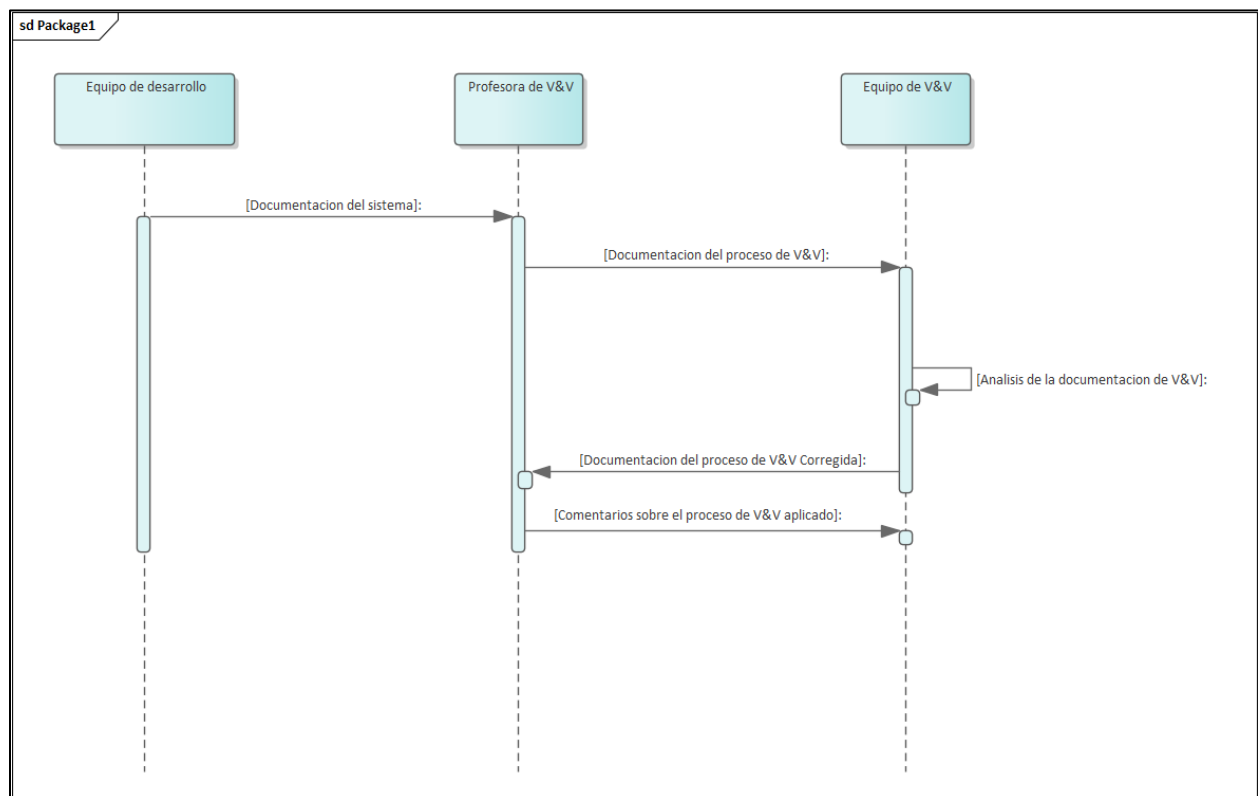 sd Package1
Equipo de desarrollo
Profesora de V&V
Equipo de V&V
[Documentacion del sistema]:
[Documentacion del proceso de V&V]:
[Analisis de la documentacion de V&V]:
[Documentacion del proceso de V&V Corregida]:
[Comentarios sobre el proceso de V&V aplicado]: